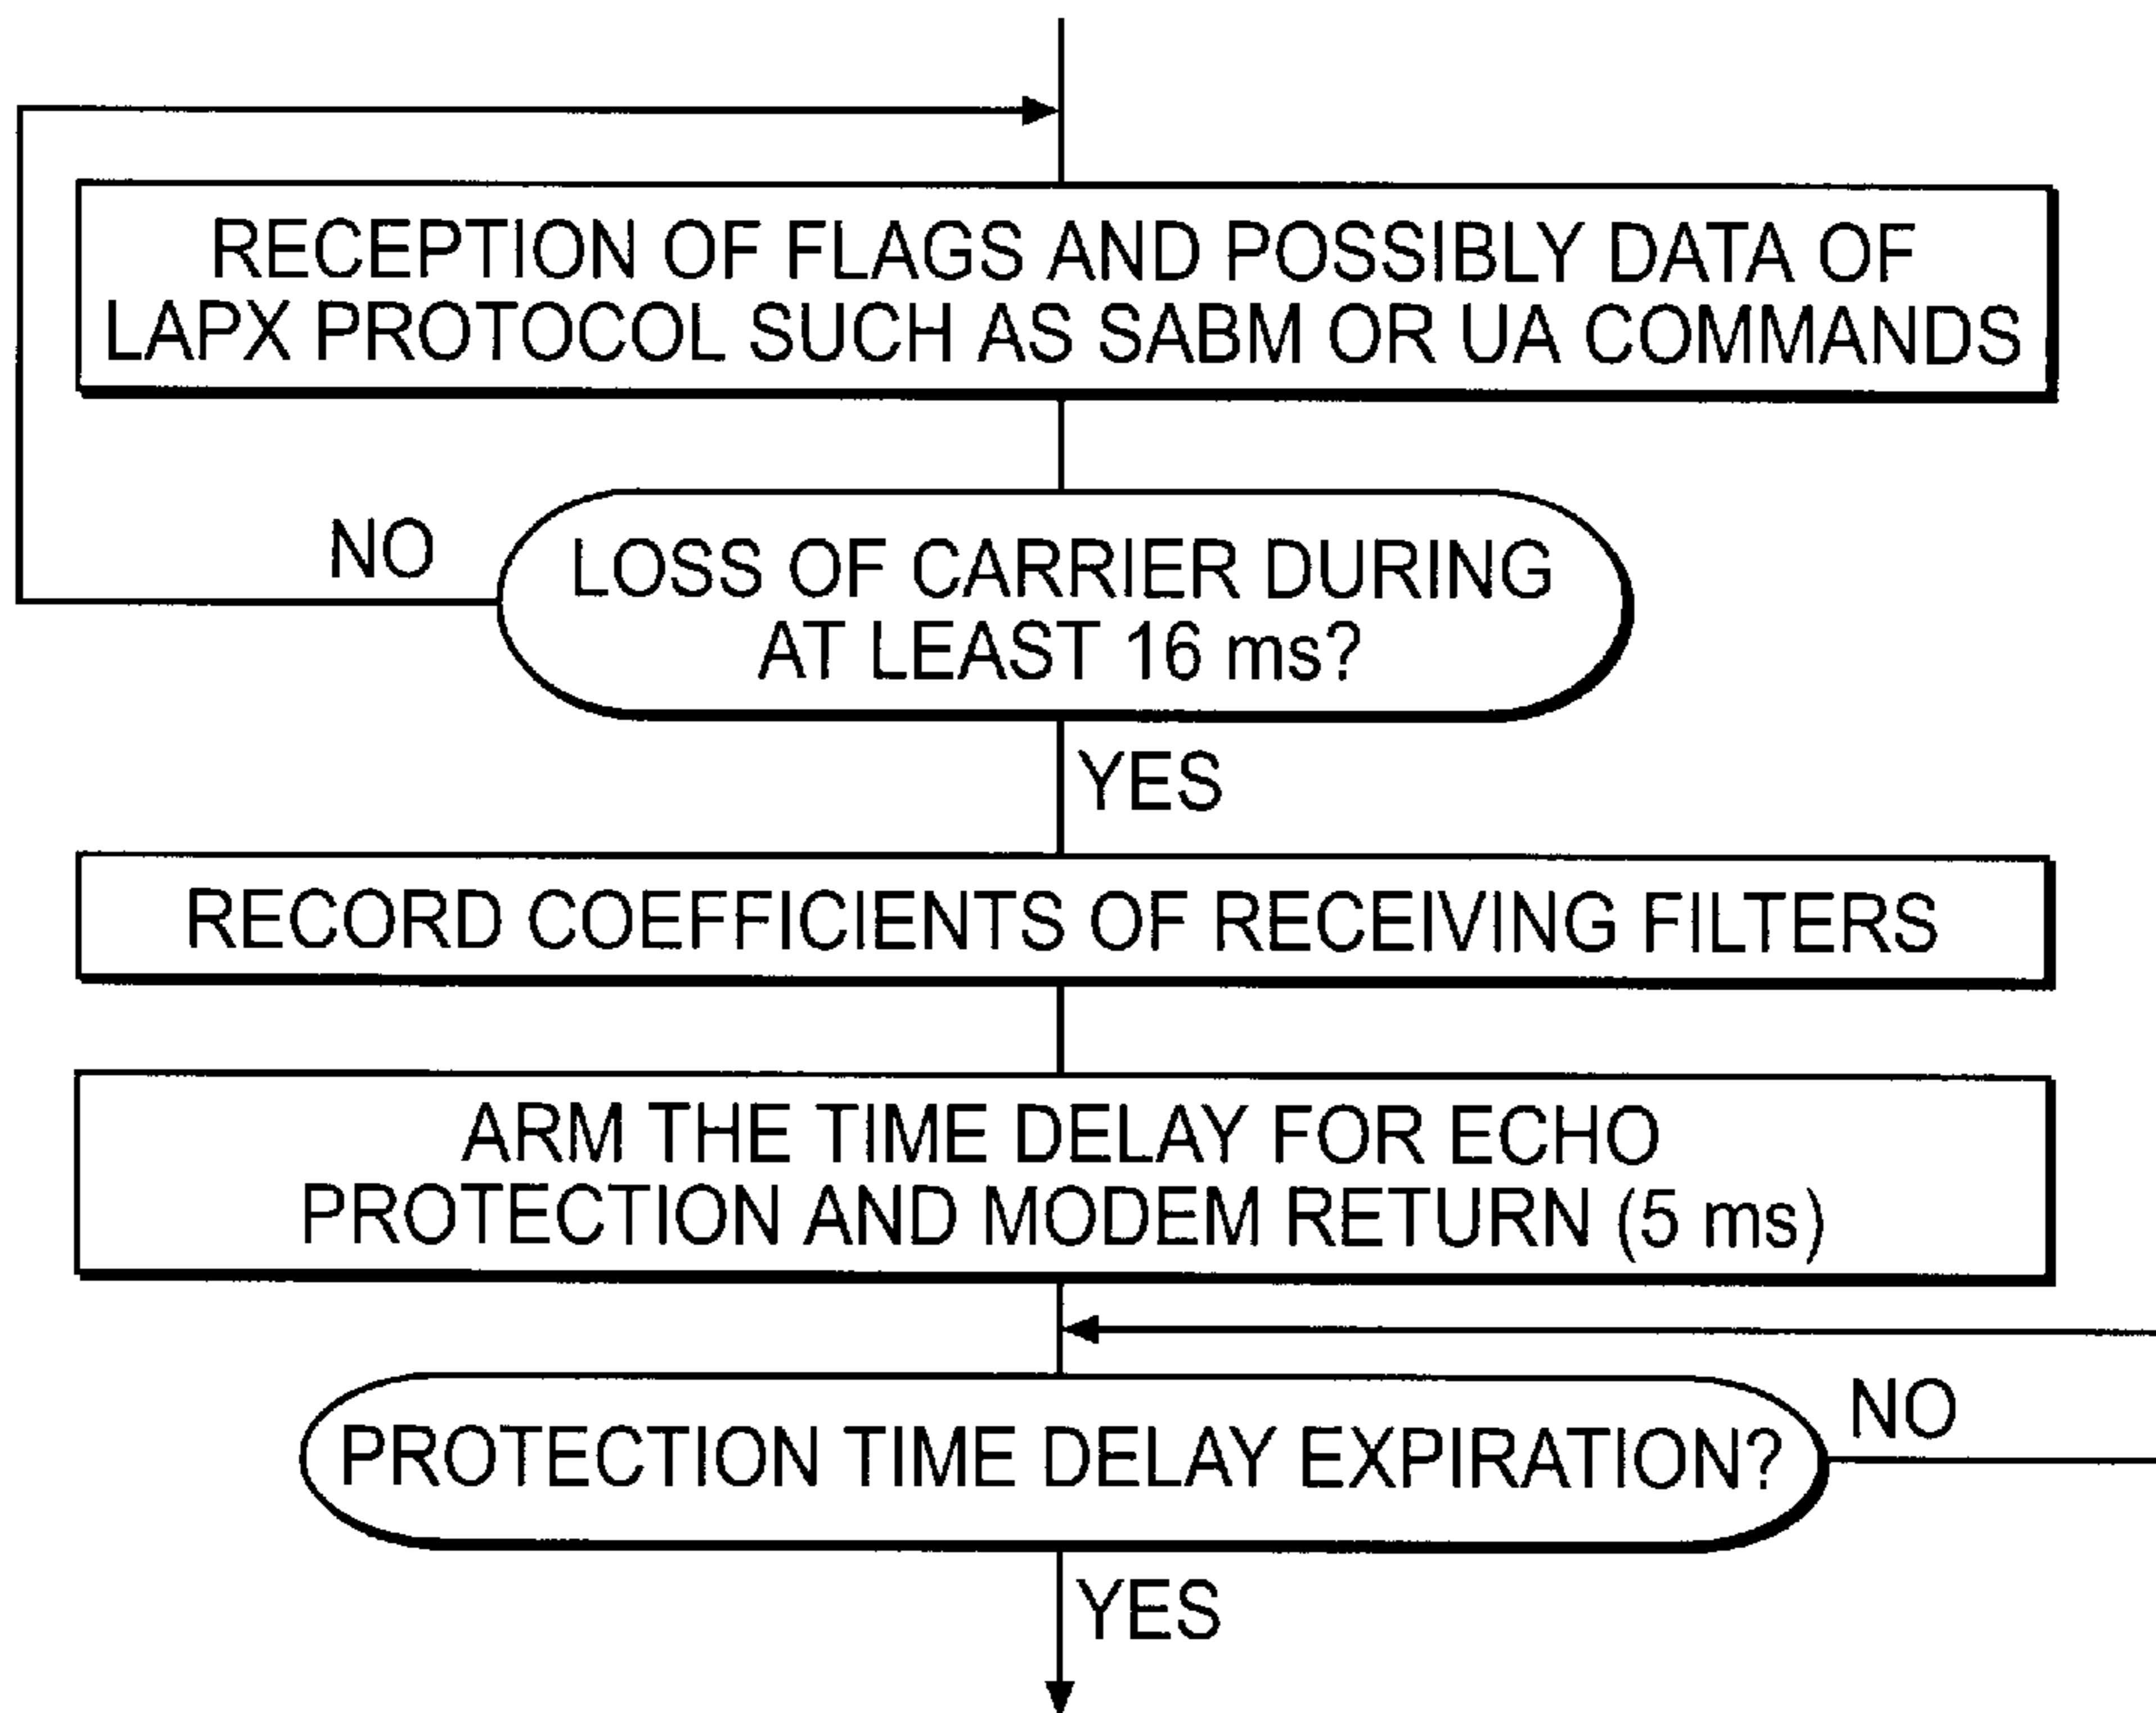 RECEPTION OF FLAGS AND POSSIBLY DATA OF
LAPX PROTOCOL SUCH AS SABM OR UA COMMANDS
NO
LOSS OF CARRIER DURING
AT LEAST 16 ms?
YES
RECORD COEFFICIENTS OF RECEIVING FILTERS
ARM THE TIME DELAY FOR ECHO
PROTECTION AND MODEM RETURN (5 ms)
NO
PROTECTION TIME DELAY EXPIRATION?
YES